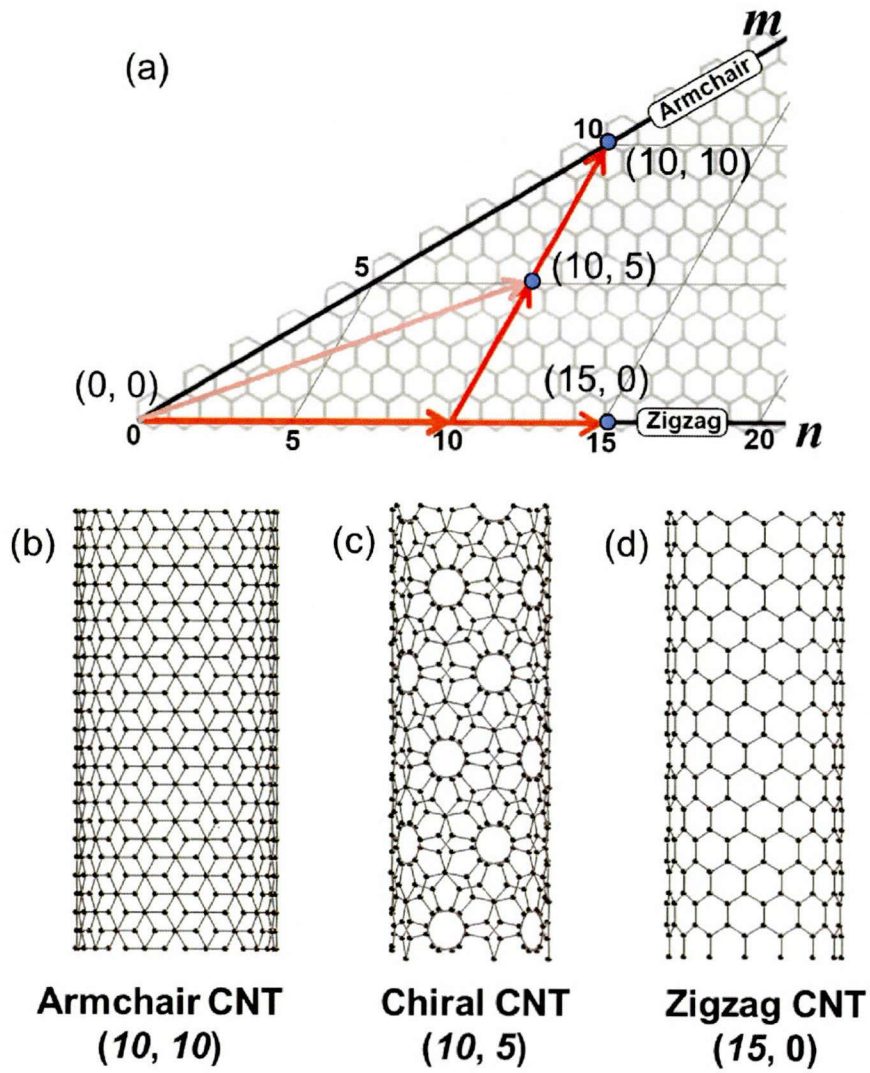 (a)
m
Armchair
10
(10, 10)
5
(10, 5)
(0, 0)
(15, 0)
0
5
10
15
Zigzag
20
n
(b)
(c)
(d)
Armchair CNT
(10, 10)
Chiral CNT
(10, 5)
Zigzag CNT
(15, 0)